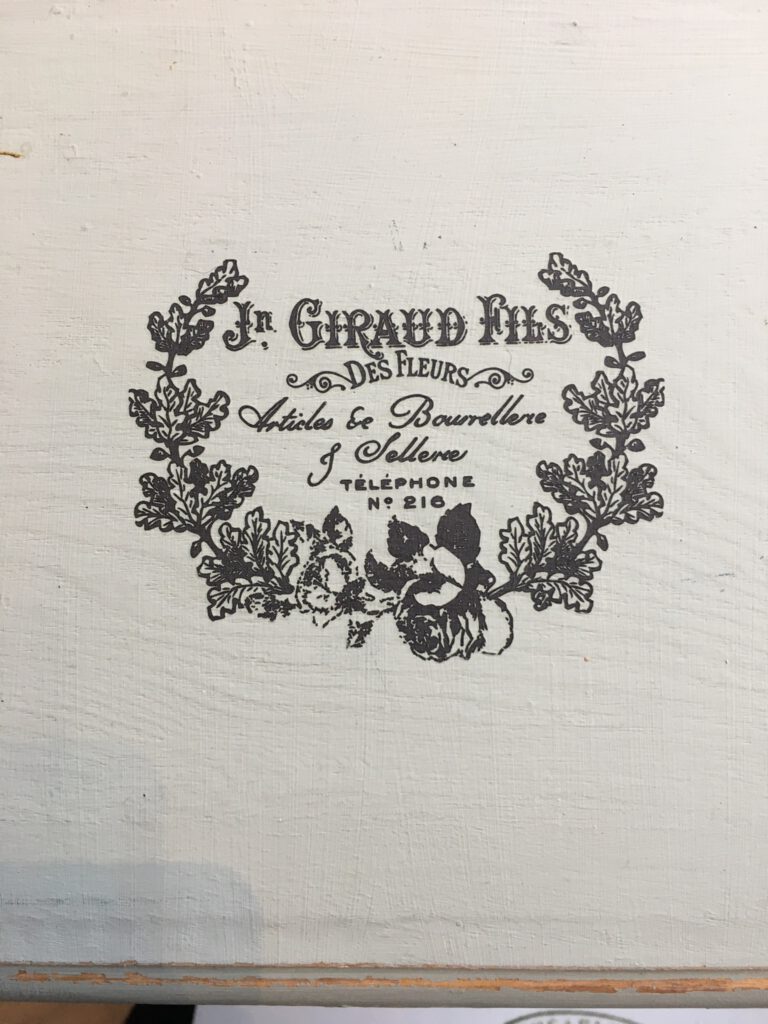 Jn. GIRAUD FILS
DES FLEURS
Articles de Bourrellerie
& Sellerie
TÉLÉPHONE
Nº 216